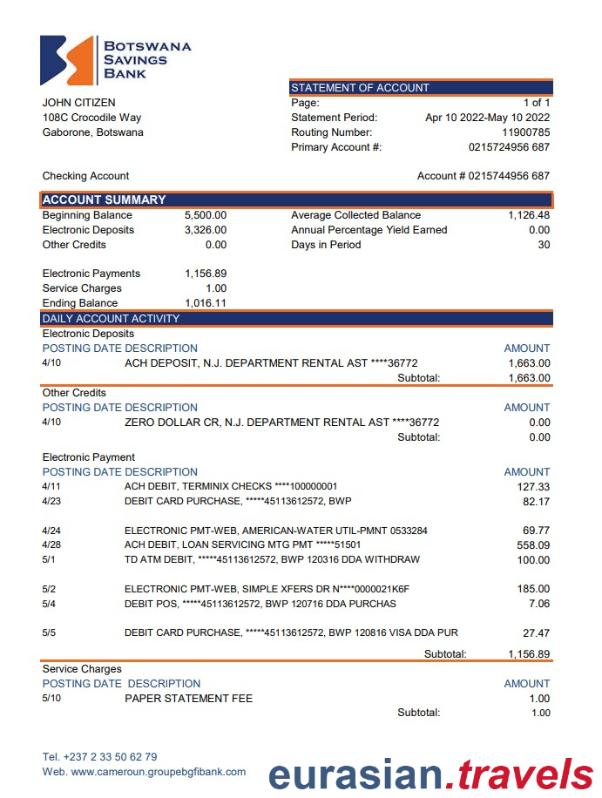 BOTSWANA
SAVINGS
BANK
STATEMENT OF ACCOUNT
JOHN CITIZEN
108C Crocodile Way
Gaborone, Botswana
Page: 1 of 1
Statement Period: Apr 10 2022-May 10 2022
Routing Number: 11900785
Primary Account #: 0215724956 687
Checking Account Account # 0215744956 687
ACCOUNT SUMMARY
Beginning Balance 5,500.00 Average Collected Balance 1,126.48
Electronic Deposits 3,326.00 Annual Percentage Yield Earned 0.00
Other Credits 0.00 Days in Period 30
Electronic Payments 1,156.89
Service Charges 1.00
Ending Balance 1,016.11
DAILY ACCOUNT ACTIVITY
Electronic Deposits
POSTING DATE DESCRIPTION AMOUNT
4/10 ACH DEPOSIT, N.J. DEPARTMENT RENTAL AST ****36772 1,663.00
Subtotal: 1,663.00
Other Credits
POSTING DATE DESCRIPTION AMOUNT
4/10 ZERO DOLLAR CR, N.J. DEPARTMENT RENTAL AST ****36772 0.00
Subtotal: 0.00
Electronic Payment
POSTING DATE DESCRIPTION AMOUNT
4/11 ACH DEBIT, TERMINIX CHECKS ****100000001 127.33
4/23 DEBIT CARD PURCHASE, *****45113612572, BWP 82.17
4/24 ELECTRONIC PMT-WEB, AMERICAN-WATER UTIL-PMNT 0533284 69.77
4/28 ACH DEBIT, LOAN SERVICING MTG PMT *****51501 558.09
5/1 TD ATM DEBIT, *****45113612572, BWP 120316 DDA WITHDRAW 100.00
5/2 ELECTRONIC PMT-WEB, SIMPLE XFERS DR N****0000021K6F 185.00
5/4 DEBIT POS, *****45113612572, BWP 120716 DDA PURCHAS 7.06
5/5 DEBIT CARD PURCHASE, *****45113612572, BWP 120816 VISA DDA PUR 27.47
Subtotal: 1,156.89
Service Charges
POSTING DATE DESCRIPTION AMOUNT
5/10 PAPER STATEMENT FEE 1.00
Subtotal: 1.00
Tel. +237 2 33 50 62 79
Web. www.cameroun.groupebgfibank.com
eurasian.travels